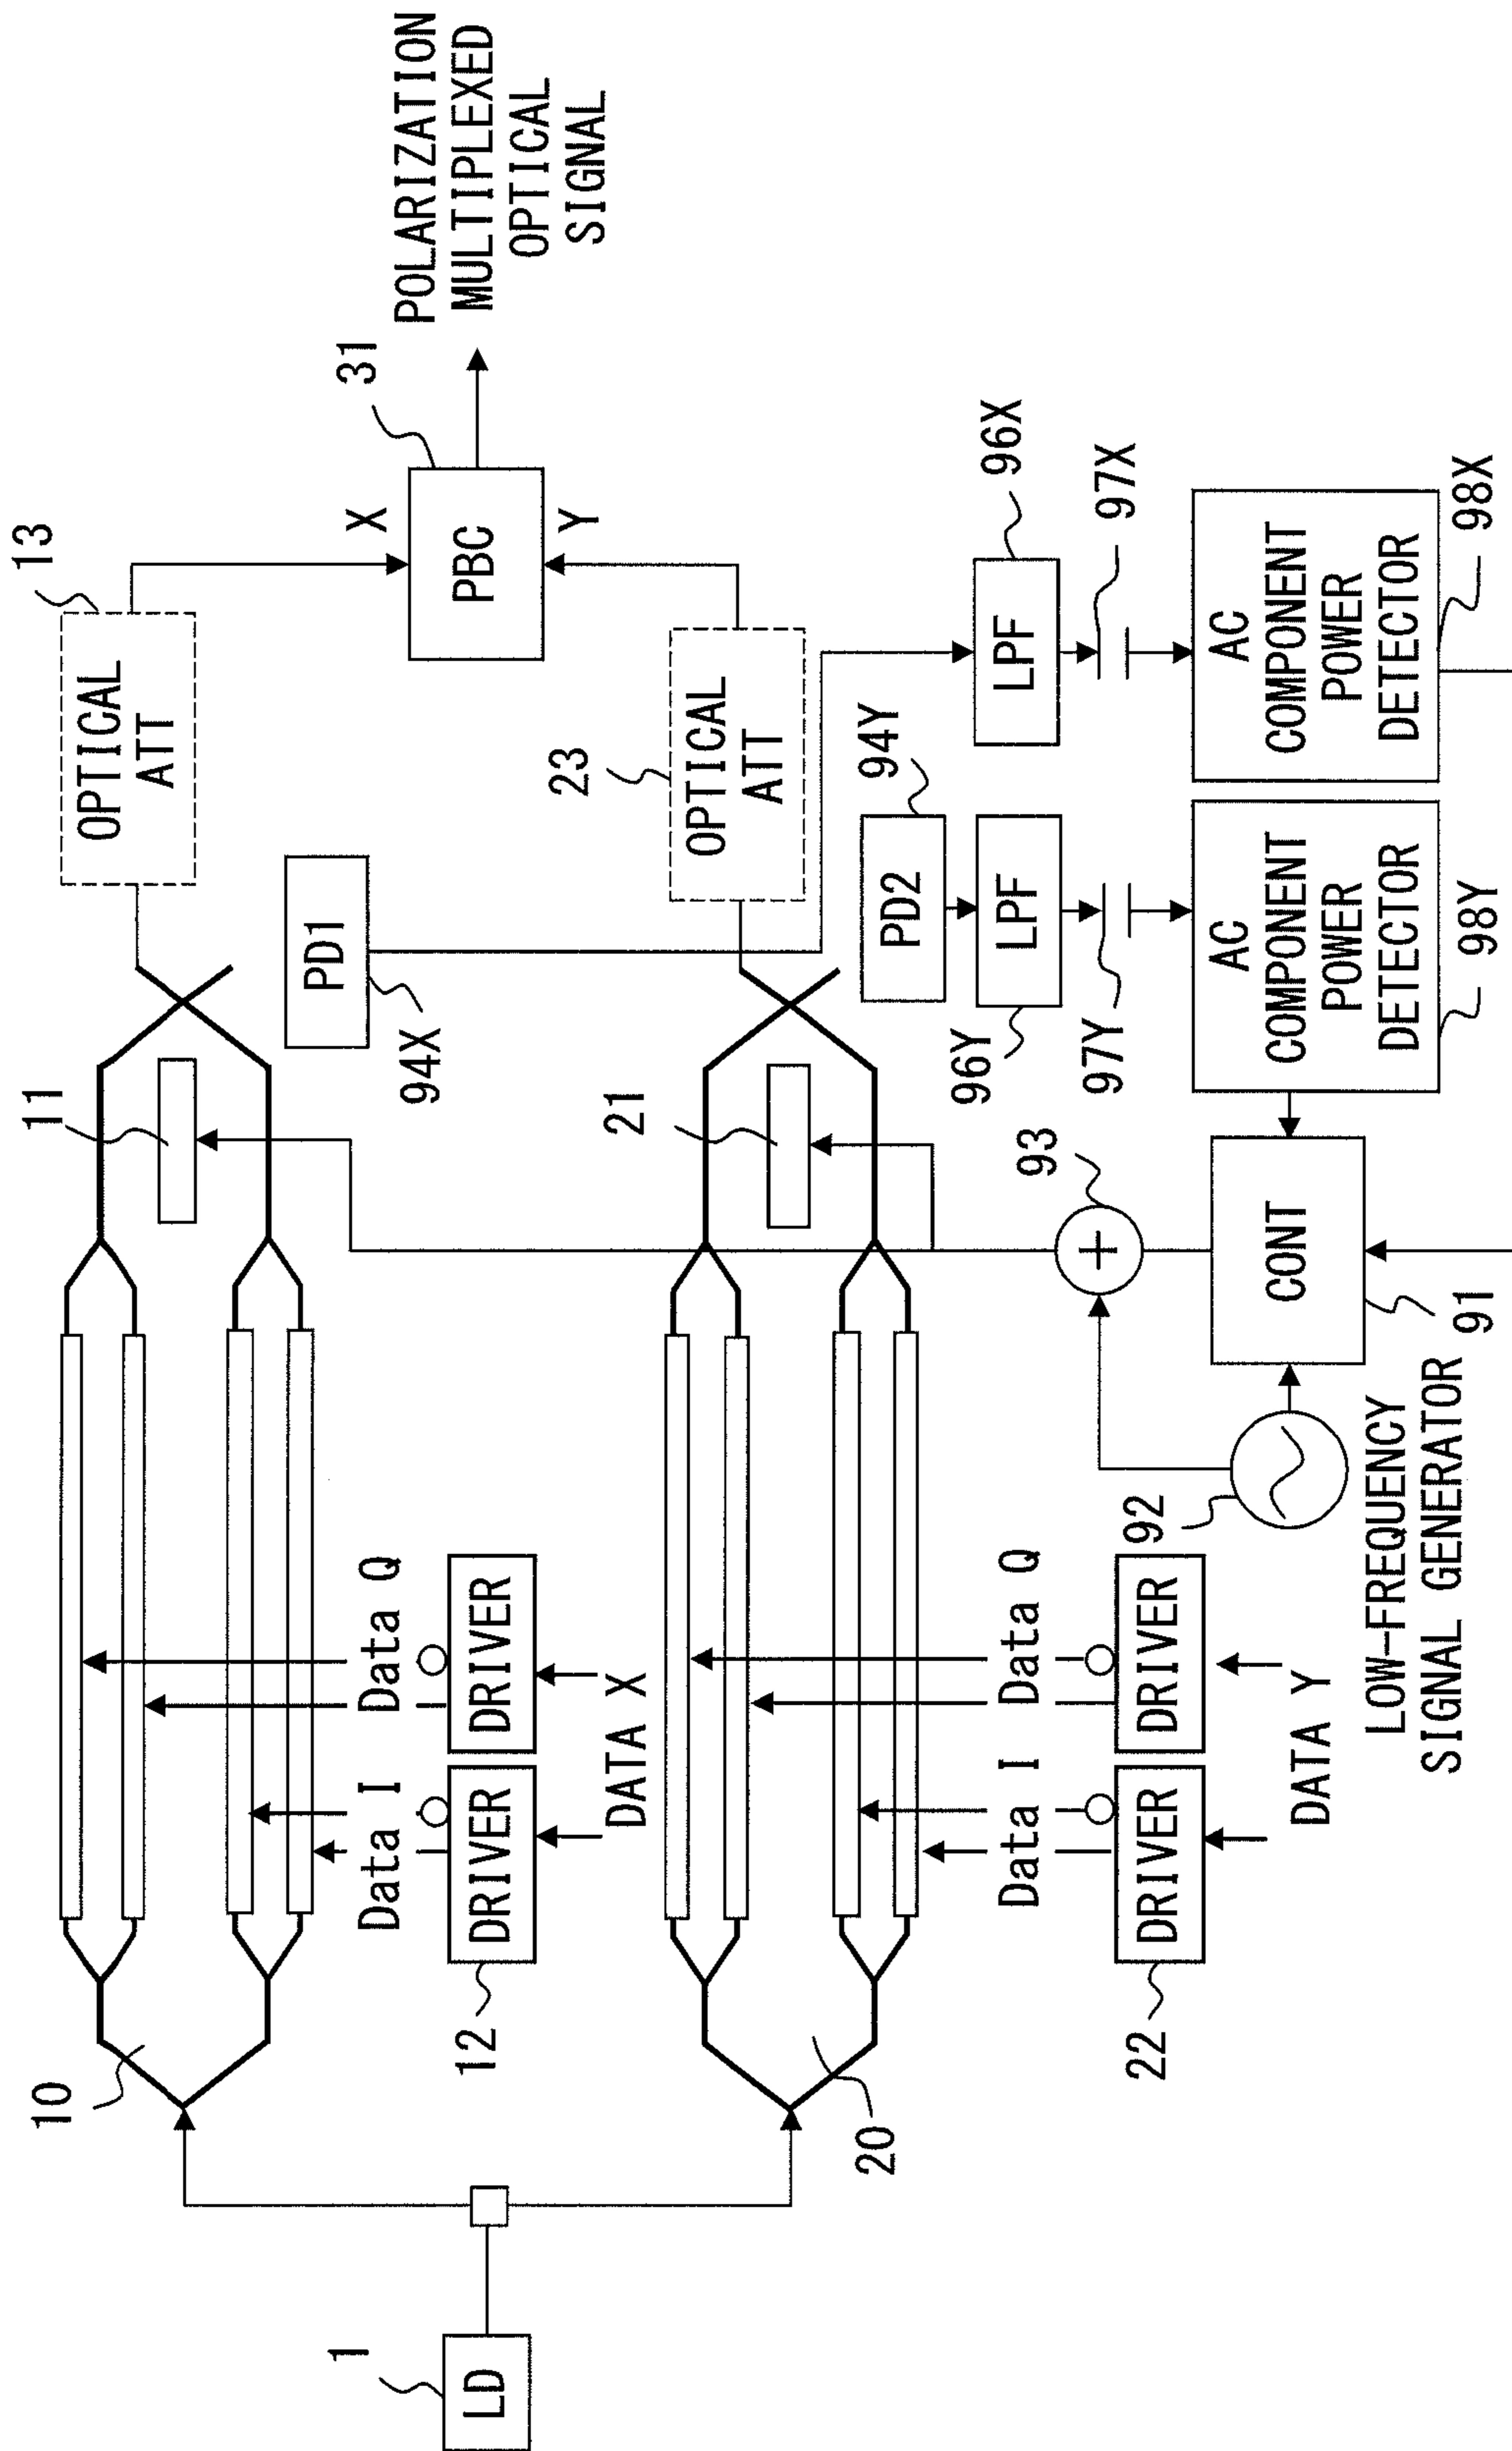 10
11
13
OPTICAL
ATT
X
31
POLARIZATION
MULTIPLEXED
OPTICAL
SIGNAL
PBC
Y
PD1
94X
1
LD
Data I
Data Q
12
DRIVER
DRIVER
DATA X
20
21
23
OPTICAL
ATT
Data I
Data Q
22
DRIVER
DRIVER
DATA Y
92
LOW-FREQUENCY
SIGNAL GENERATOR
93
CONT
91
PD2
94Y
LPF
96Y
97Y
AC
COMPONENT
POWER
DETECTOR
98Y
LPF
96X
97X
AC
COMPONENT
POWER
DETECTOR
98X